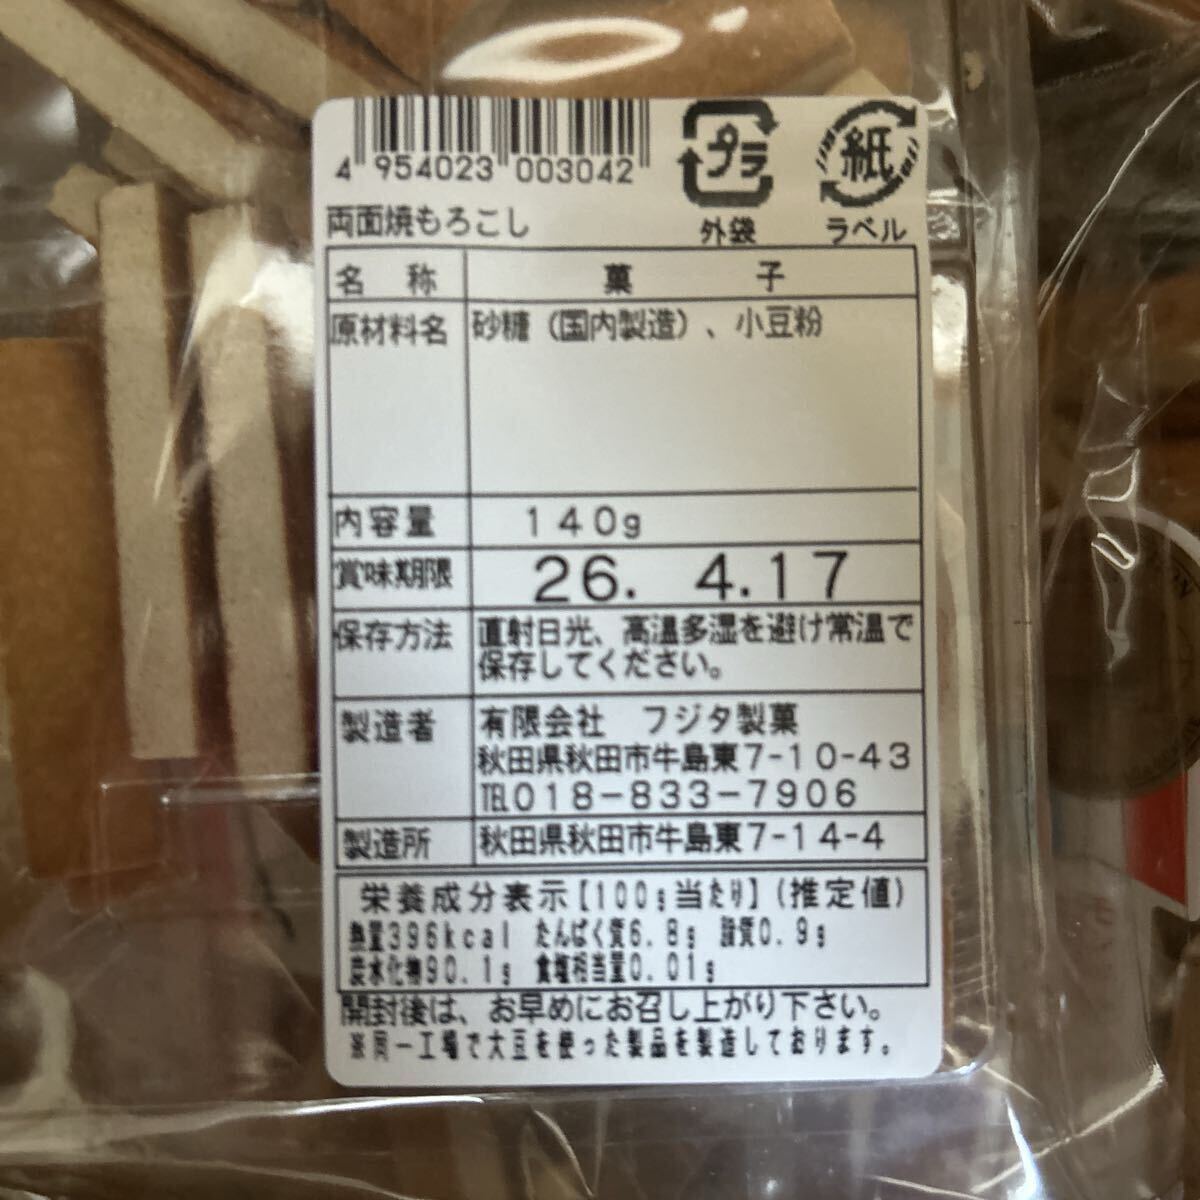 4 954023 003042
プラ
外袋
紙
ラベル
両面焼もろこし
名称 菓子
原材料名 砂糖（国内製造）、小豆粉
内容量 140g
賞味期限 26. 4.17
保存方法 直射日光、高温多湿を避け常温で
保存してください。
製造者 有限会社 フジタ製菓
秋田県秋田市牛島東7-10-43
TEL018-833-7906
製造所 秋田県秋田市牛島東7-14-4
栄養成分表示【100g当たり】(推定値)
熱量396kcal たんぱく質6.8g 脂質0.9g
炭水化物90.1g 食塩相当量0.01g
開封後は、お早めにお召し上がり下さい。
※同一工場で大豆を使った製品を製造しております。